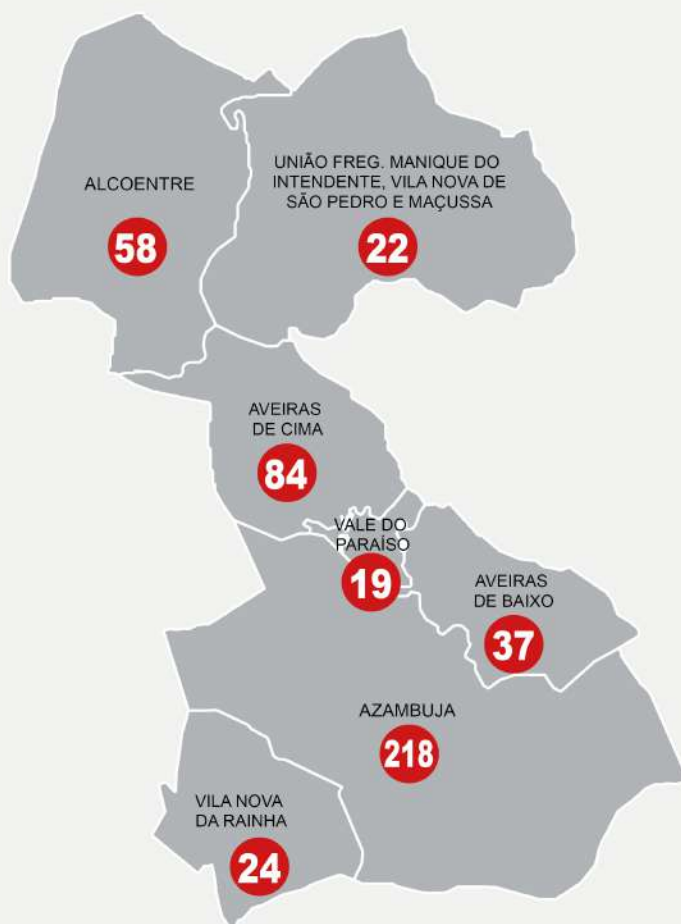 ALCOENTRE
58
UNIÃO FREG. MANIQUE DO
INTENDENTE, VILA NOVA DE
SÃO PEDRO E MAÇUSSA
22
AVEIRAS
DE CIMA
84
VALE DO
PARAÍSO
19
AVEIRAS
DE BAIXO
37
AZAMBUJA
218
VILA NOVA
DA RAINHA
24